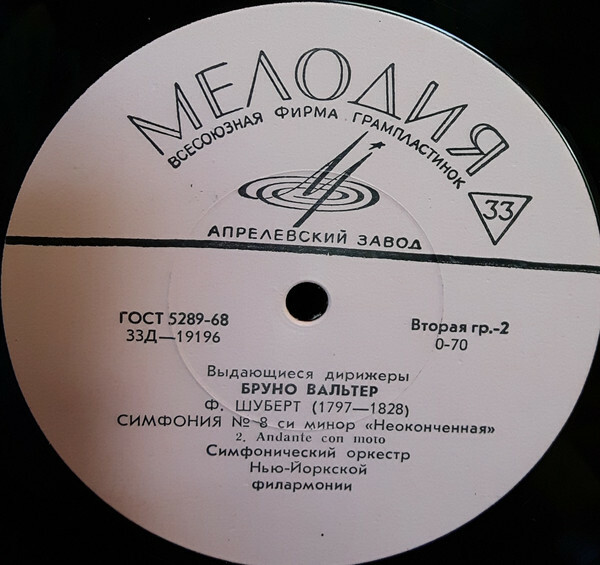 МЕЛОДИЯ
ВСЕСОЮЗНАЯ ФИРМА ГРАМПЛАСТИНОК
33
АПРЕЛЕВСКИЙ ЗАВОД
ГОСТ 5289-68
33Д—19196
Вторая гр.-2
0-70
Выдающиеся дирижеры
БРУНО ВАЛЬТЕР
Ф. ШУБЕРТ (1797—1828)
СИМФОНИЯ № 8 си минор «Неоконченная»
2. Andante con moto
Симфонический оркестр
Нью-Йоркской
филармонии